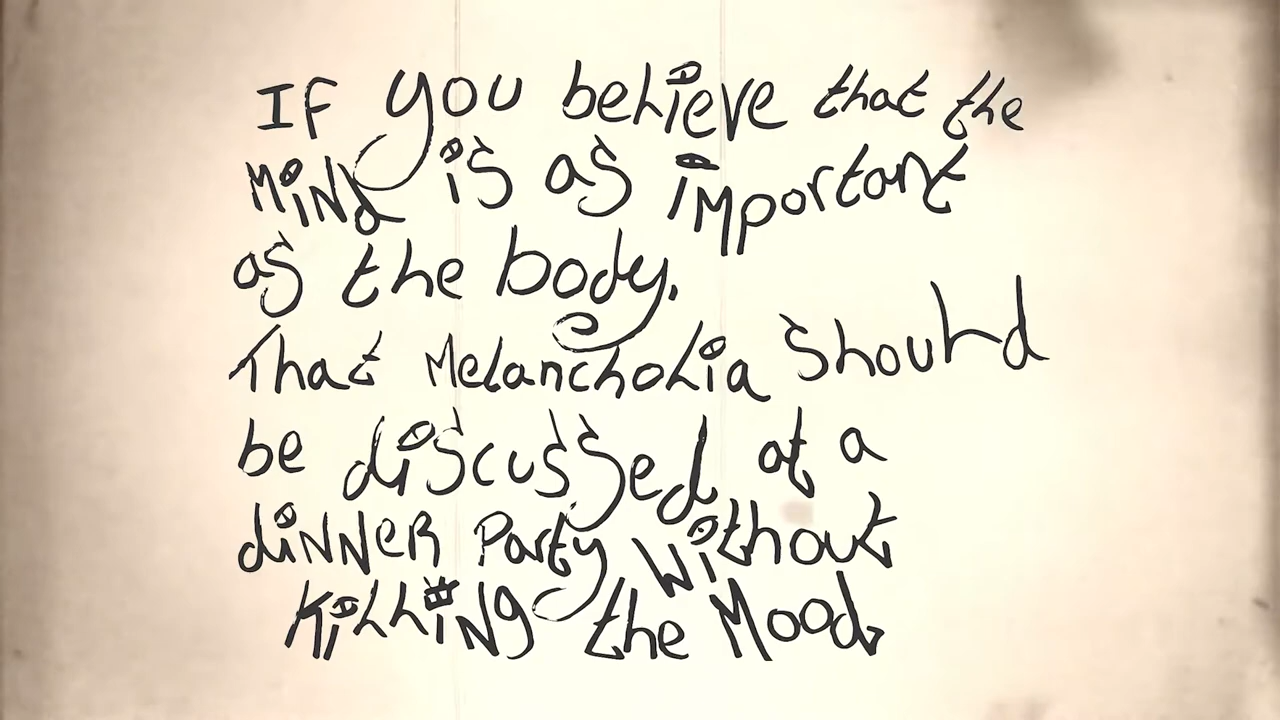 If you believe that the
Mind is as important
as the body.
That Melancholia should
be discussed at a
dinner party without
killing the Mood